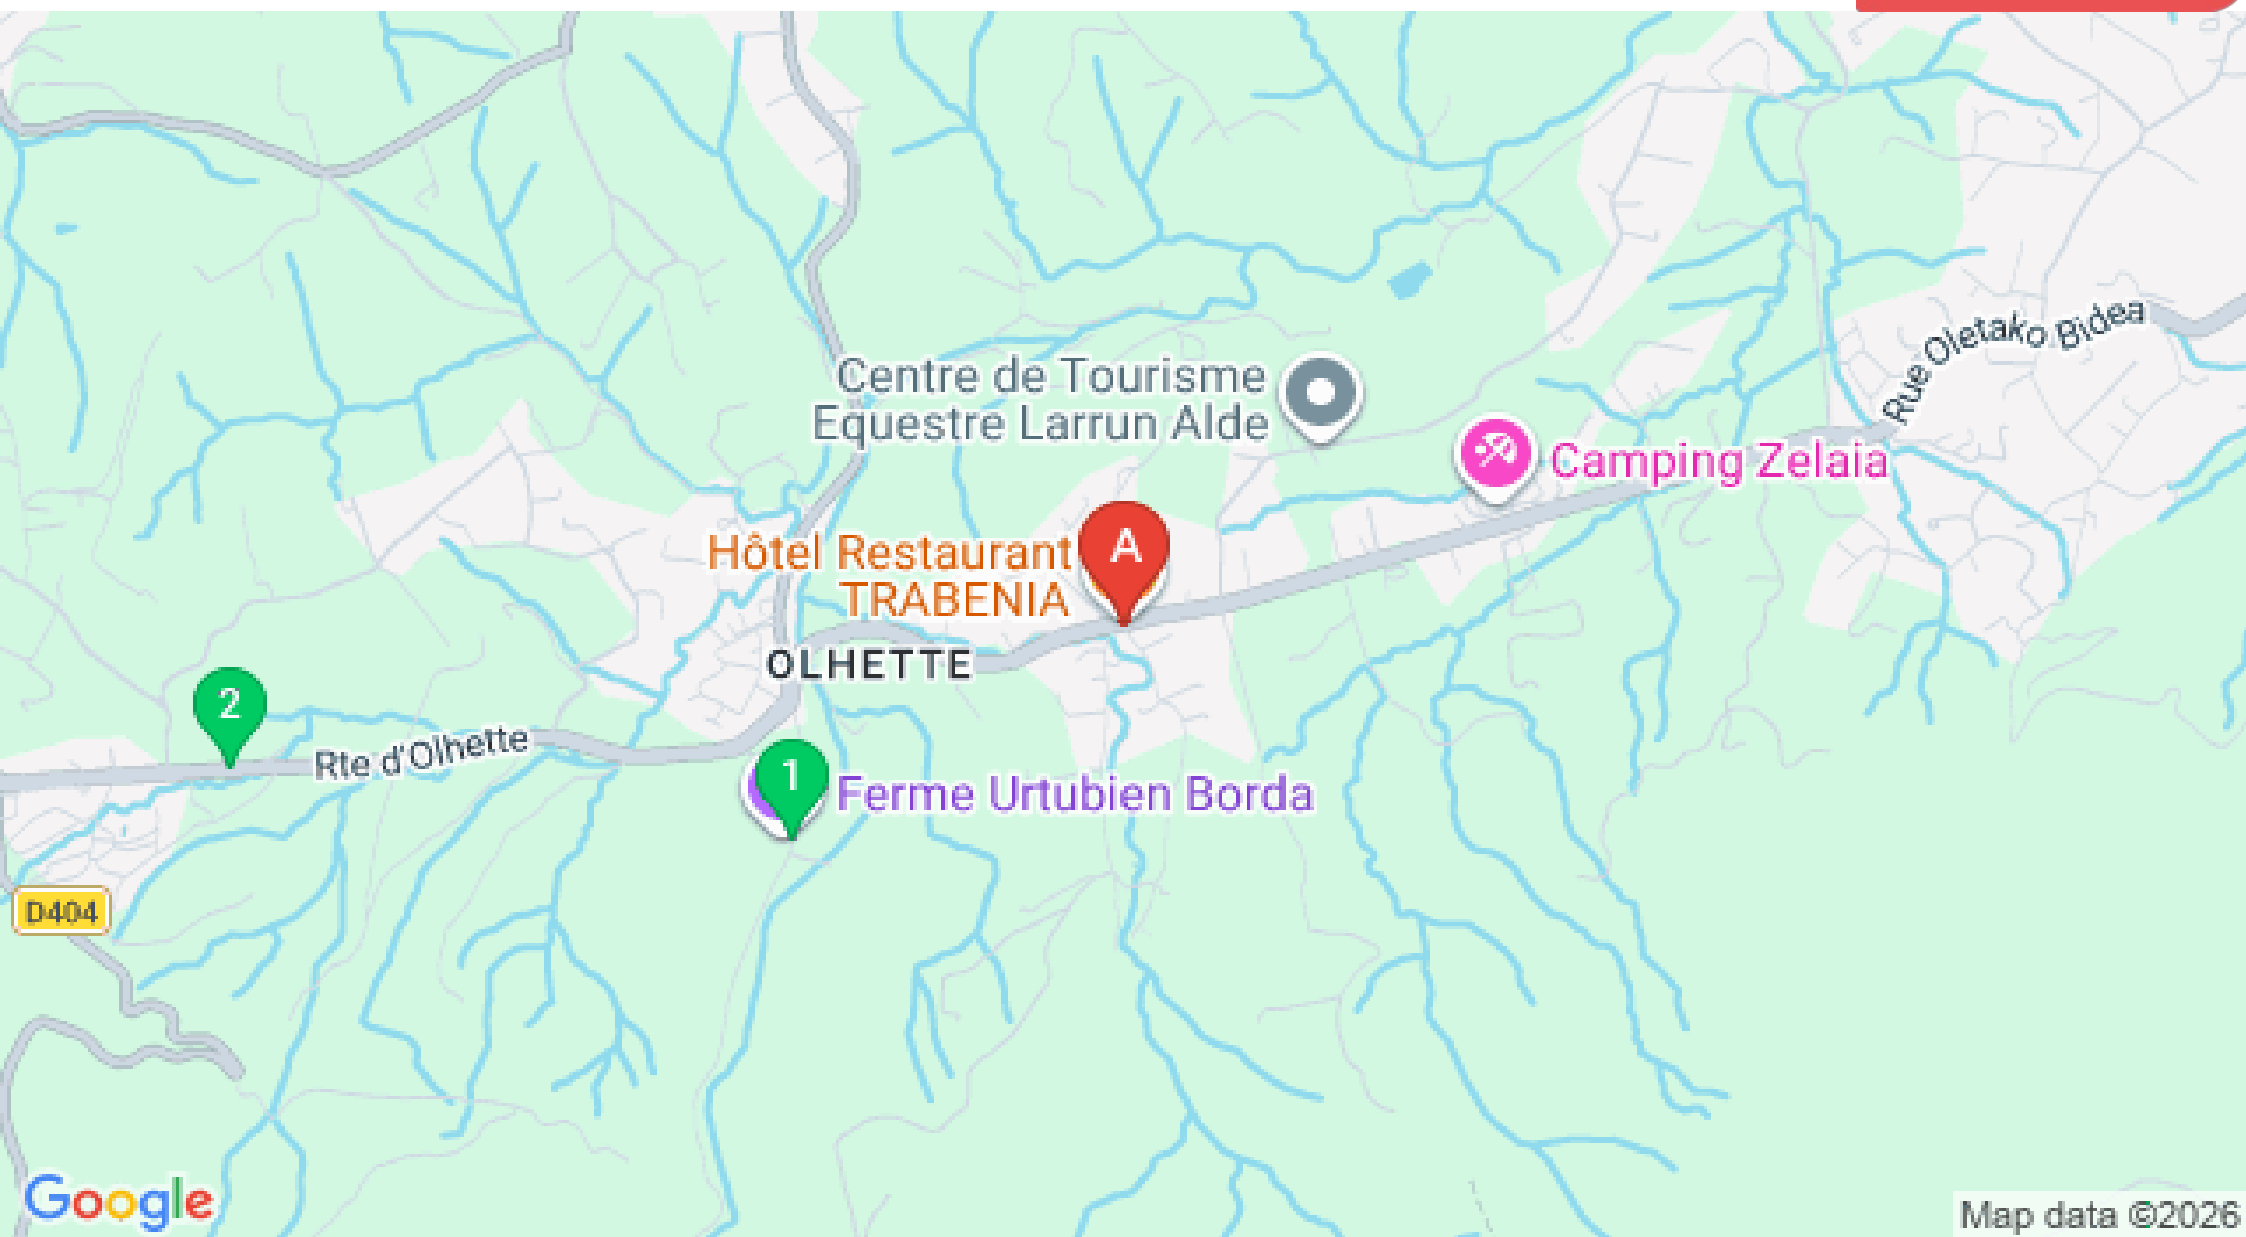 Rue Oletako Bidea
Centre de Tourisme
Equestre Larrun Alde
Camping Zelaia
A
Hôtel Restaurant
TRABENIA
OLHETTE
2
Rte d'Olhette
1
Ferme Urtubien Borda
D404
Google
Map data ©2026